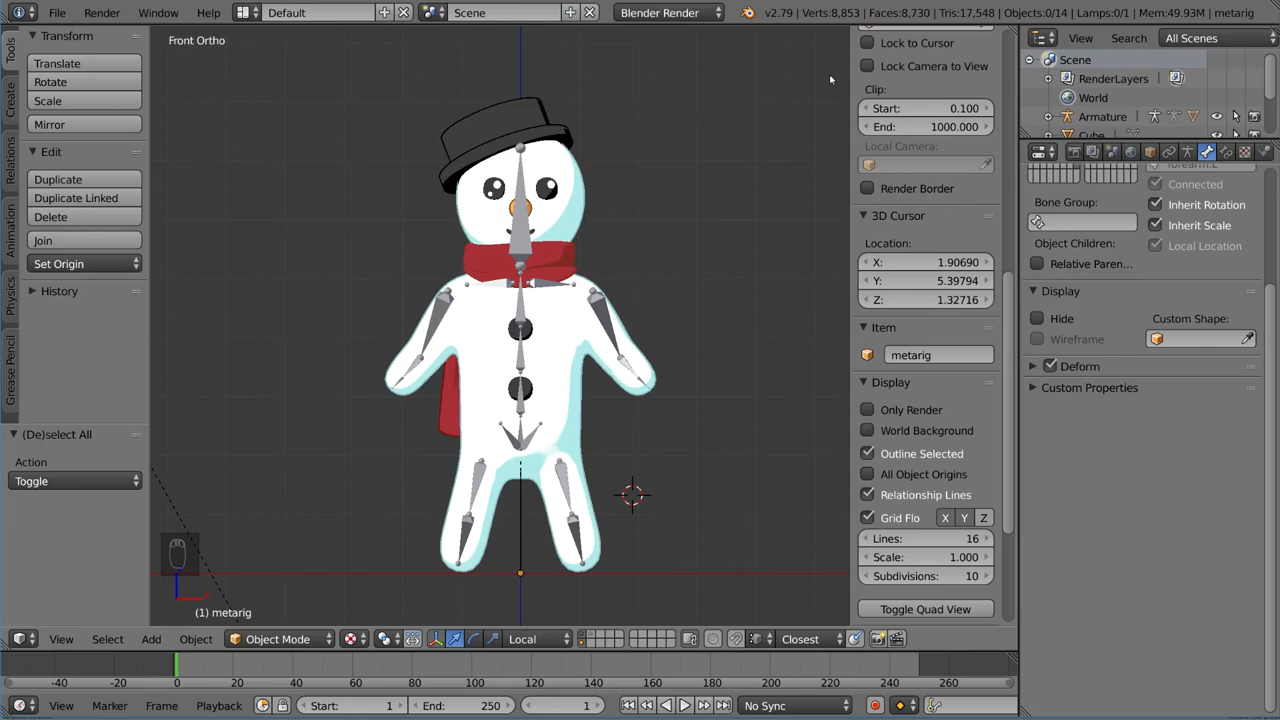 File Render Window Help Default Scene Blender Render v2.79 | Verts:8,853 | Faces:8,730 | Tris:17,548 | Objects:0/14 | Lamps:0/1 | Mem:49.93M | metarig
Tools
Create
Relations
Animation
Physics
Grease Pencil
Transform
Translate
Rotate
Scale
Mirror
Edit
Duplicate
Duplicate Linked
Delete
Join
Set Origin
History
(De)select All
Action
Toggle
Front Ortho
(1) metarig
Lock to Cursor
Lock Camera to View
Clip:
Start: 0.100
End: 1000.000
Local Camera:
Render Border
3D Cursor
Location:
X: 1.90690
Y: 5.39794
Z: 1.32716
Item
metarig
Display
Only Render
World Background
Outline Selected
All Object Origins
Relationship Lines
Grid Flo X Y Z
Lines: 16
Scale: 1.000
Subdivisions: 10
Toggle Quad View
View Search All Scenes
Scene
RenderLayers
World
Armature
Cube
forearm.L
Connected
Bone Group: Inherit Rotation
Inherit Scale
Object Children: Local Location
Relative Paren...
Display
Hide Custom Shape:
Wireframe
Deform
Custom Properties
View Select Add Object Object Mode Local Closest
-40 -20 0 20 40 60 80 100 120 140 160 180 200 220 240 260
View Marker Frame Playback Start: 1 End: 250 1 No Sync